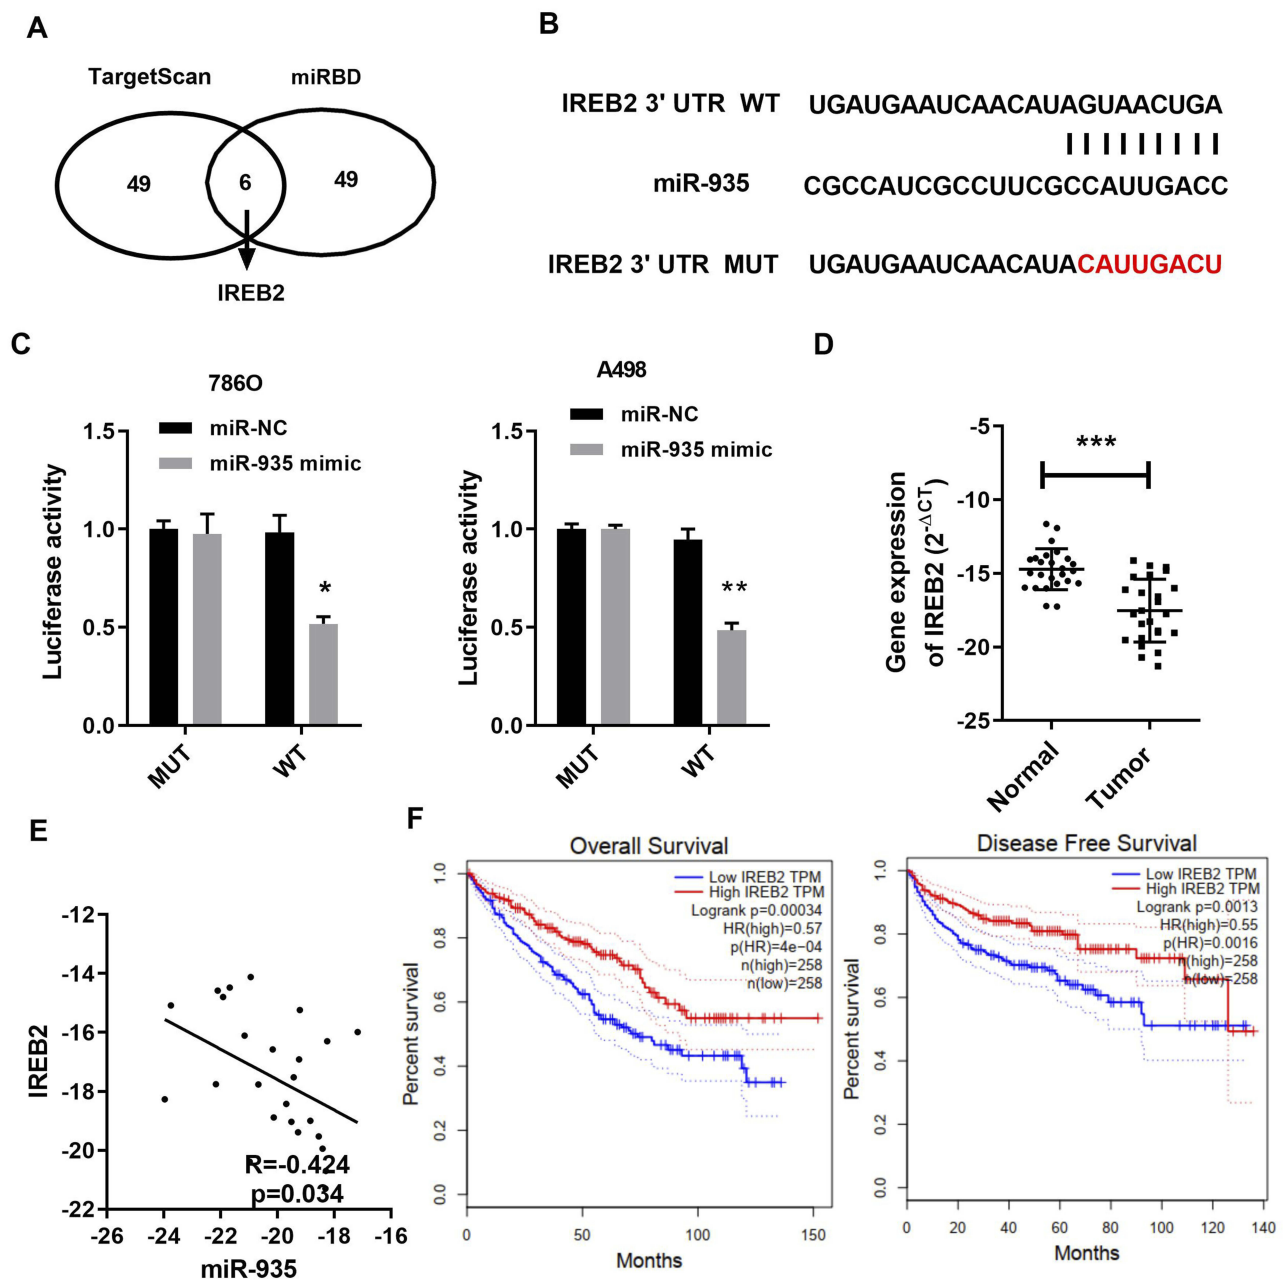 A
TargetScan
miRBD
49
6
49
IREB2
B
IREB2 3' UTR WT
UGAUGAAUCAACAUAGUAACUGA
miR-935
CGCCAUCGCCUUCGCCAUUGACC
IREB2 3' UTR MUT
UGAUGAAUCAACAUACAUUGACU
C
786O
miR-NC
miR-935 mimic
Luciferase activity
1.5
1.0
0.5
0.0
*
MUT
WT
A498
miR-NC
miR-935 mimic
Luciferase activity
1.5
1.0
0.5
0.0
**
MUT
WT
D
Gene expression
of IREB2 (2^-ΔCT)
-5
-10
-15
-20
-25
***
Normal
Tumor
E
IREB2
-12
-14
-16
-18
-20
-22
R=-0.424
p=0.034
-26
-24
-22
-20
-18
-16
miR-935
F
Overall Survival
Low IREB2 TPM
High IREB2 TPM
Logrank p=0.00034
HR(high)=0.57
p(HR)=4e-04
n(high)=258
n(low)=258
Percent survival
1.0
0.8
0.6
0.4
0.2
0.0
0
50
100
150
Months
Disease Free Survival
Low IREB2 TPM
High IREB2 TPM
Logrank p=0.0013
HR(high)=0.55
p(HR)=0.0016
n(high)=258
n(low)=258
Percent survival
1.0
0.8
0.6
0.4
0.2
0.0
0
20
40
60
80
100
120
140
Months